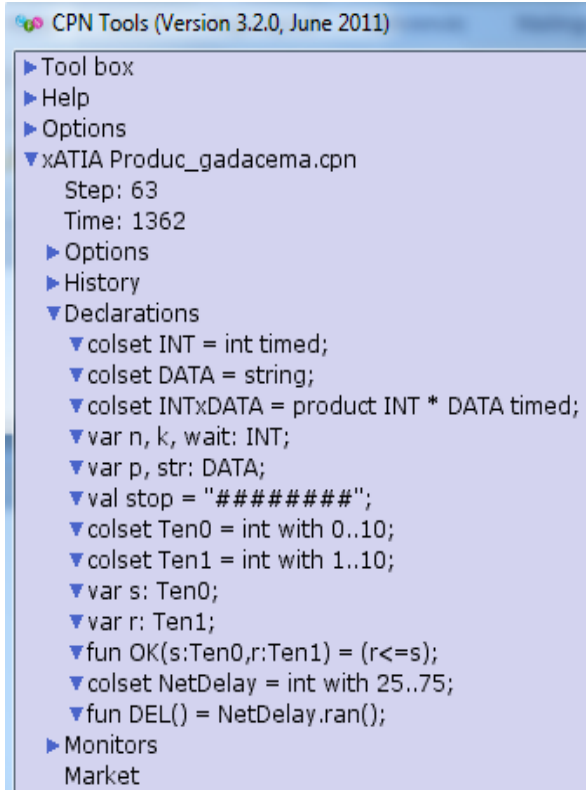 CPN Tools (Version 3.2.0, June 2011)
Tool box
Help
Options
xATIA Produc_gadacema.cpn
Step: 63
Time: 1362
Options
History
Declarations
colset INT = int timed;
colset DATA = string;
colset INTxDATA = product INT * DATA timed;
var n, k, wait: INT;
var p, str: DATA;
val stop = "########";
colset Ten0 = int with 0..10;
colset Ten1 = int with 1..10;
var s: Ten0;
var r: Ten1;
fun OK(s:Ten0,r:Ten1) = (r<=s);
colset NetDelay = int with 25..75;
fun DEL() = NetDelay.ran();
Monitors
Market